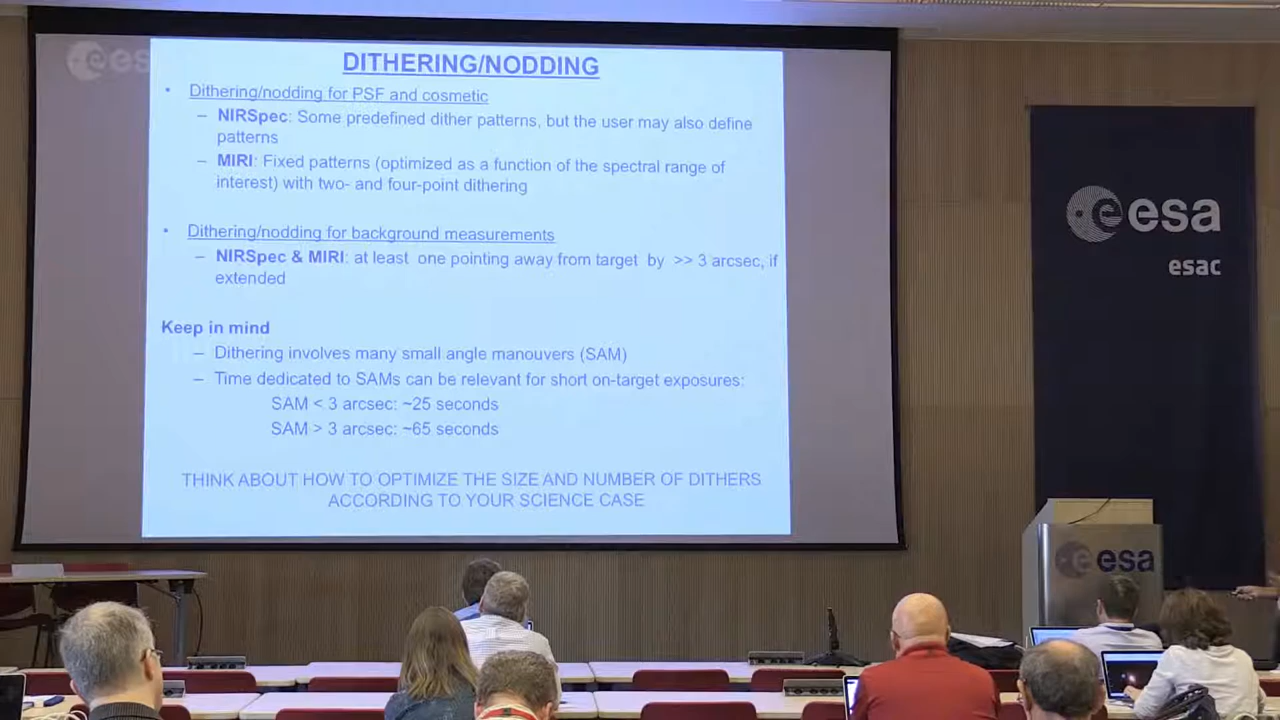 esa
DITHERING/NODDING
• Dithering/nodding for PSF and cosmetic
– NIRSpec: Some predefined dither patterns, but the user may also define
patterns
– MIRI: Fixed patterns (optimized as a function of the spectral range of
interest) with two- and four-point dithering
• Dithering/nodding for background measurements
– NIRSpec & MIRI: at least one pointing away from target by >> 3 arcsec, if
extended
Keep in mind
– Dithering involves many small angle manouvers (SAM)
– Time dedicated to SAMs can be relevant for short on-target exposures:
SAM < 3 arcsec: ~25 seconds
SAM > 3 arcsec: ~65 seconds
THINK ABOUT HOW TO OPTIMIZE THE SIZE AND NUMBER OF DITHERS
ACCORDING TO YOUR SCIENCE CASE
esa
esac
esa